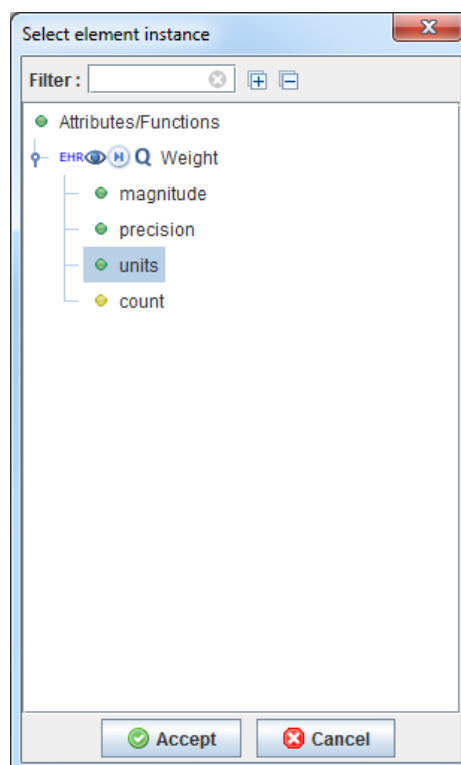 Select element instance
Filter :
Attributes/Functions
EHR H Q Weight
magnitude
precision
units
count
Accept Cancel